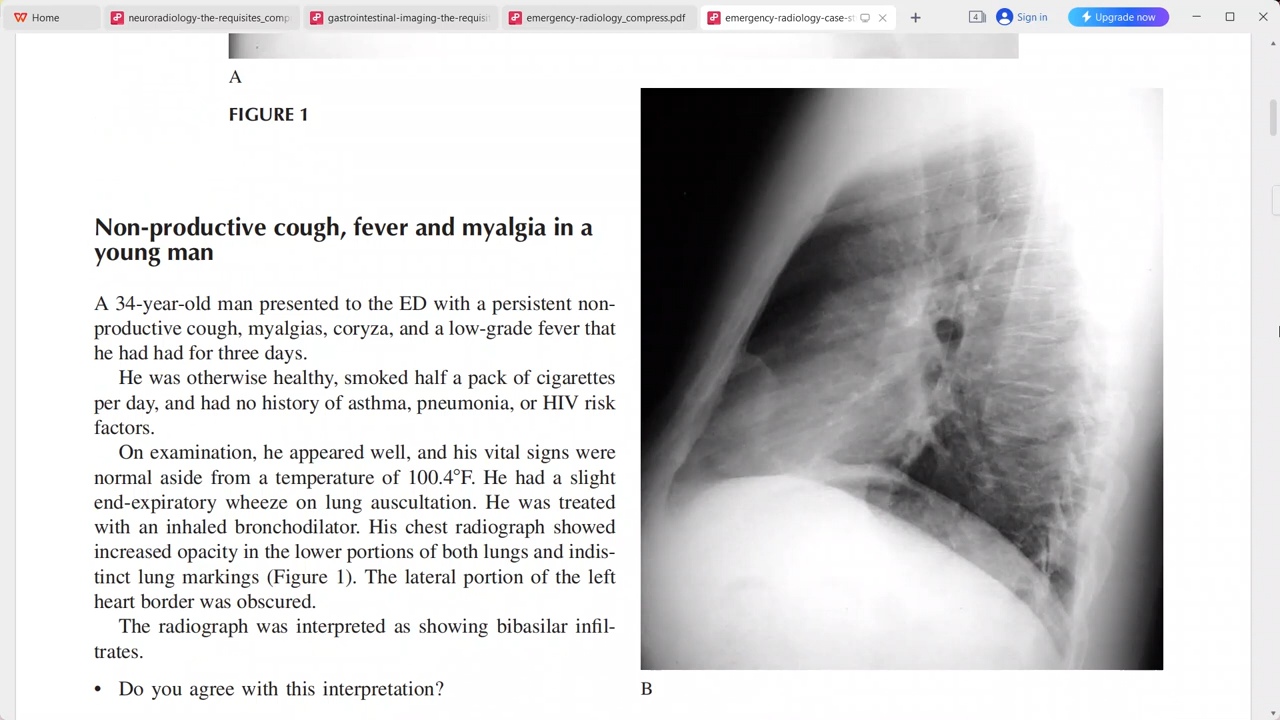 Home
neuroradiology-the-requisites_comp
gastrointestinal-imaging-the-requisit
emergency-radiology_compress.pdf
emergency-radiology-case-st
4
Sign in
Upgrade now
A
FIGURE 1
Non-productive cough, fever and myalgia in a
young man
A 34-year-old man presented to the ED with a persistent non-
productive cough, myalgias, coryza, and a low-grade fever that
he had had for three days.
He was otherwise healthy, smoked half a pack of cigarettes
per day, and had no history of asthma, pneumonia, or HIV risk
factors.
On examination, he appeared well, and his vital signs were
normal aside from a temperature of 100.4°F. He had a slight
end-expiratory wheeze on lung auscultation. He was treated
with an inhaled bronchodilator. His chest radiograph showed
increased opacity in the lower portions of both lungs and indis-
tinct lung markings (Figure 1). The lateral portion of the left
heart border was obscured.
The radiograph was interpreted as showing bibasilar infil-
trates.
• Do you agree with this interpretation?
B